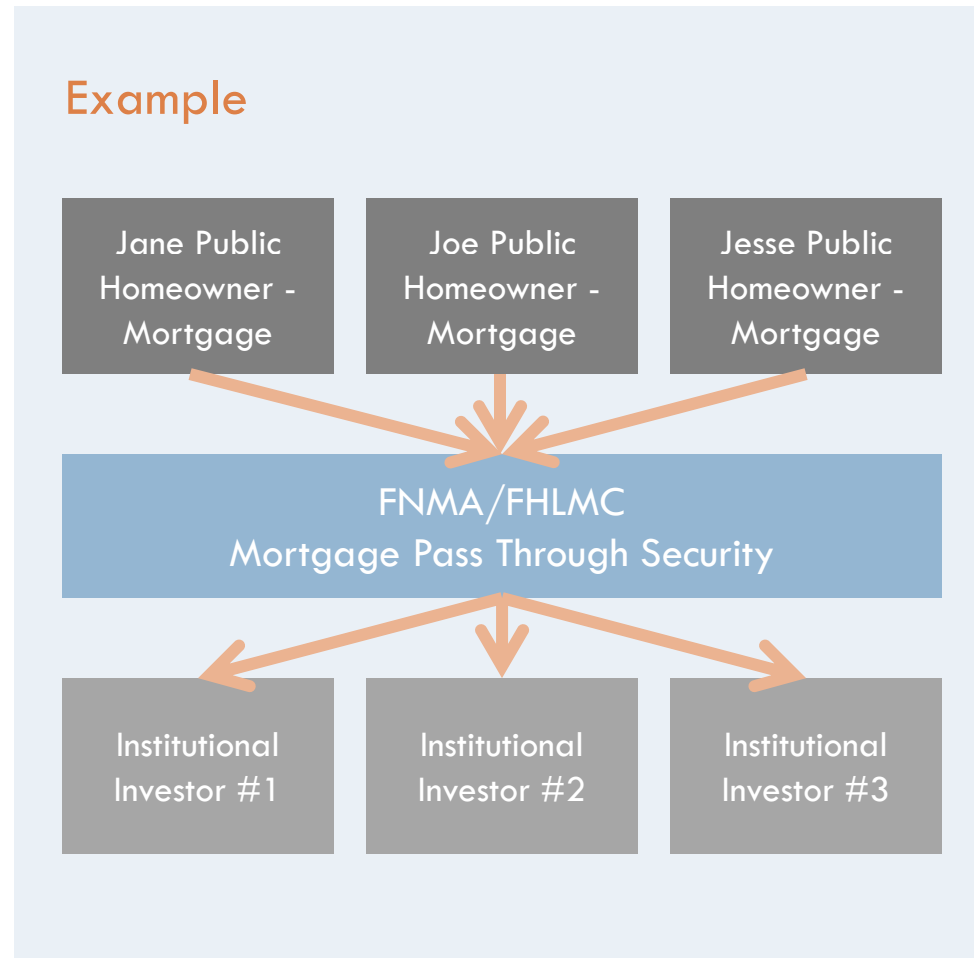 Example
Jane Public
Homeowner -
Mortgage
Joe Public
Homeowner -
Mortgage
Jesse Public
Homeowner -
Mortgage
FNMA/FHLMC
Mortgage Pass Through Security
Institutional
Investor #1
Institutional
Investor #2
Institutional
Investor #3